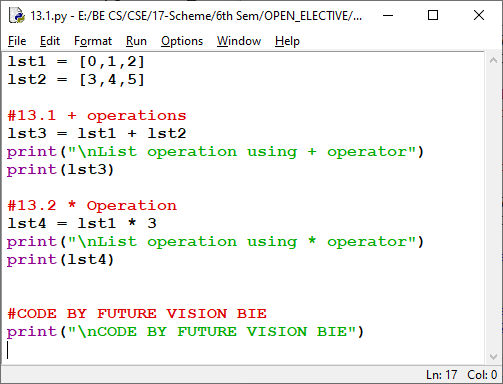 13.1.py - E:/BE CS/CSE/17-Scheme/6th Sem/OPEN_ELECTIVE/...
File Edit Format Run Options Window Help
lst1 = [0,1,2]
lst2 = [3,4,5]
#13.1 + operations
lst3 = lst1 + lst2
print("\nList operation using + operator")
print(lst3)
#13.2 * Operation
lst4 = lst1 * 3
print("\nList operation using * operator")
print(lst4)
#CODE BY FUTURE VISION BIE
print("\nCODE BY FUTURE VISION BIE")
Ln: 17 Col: 0